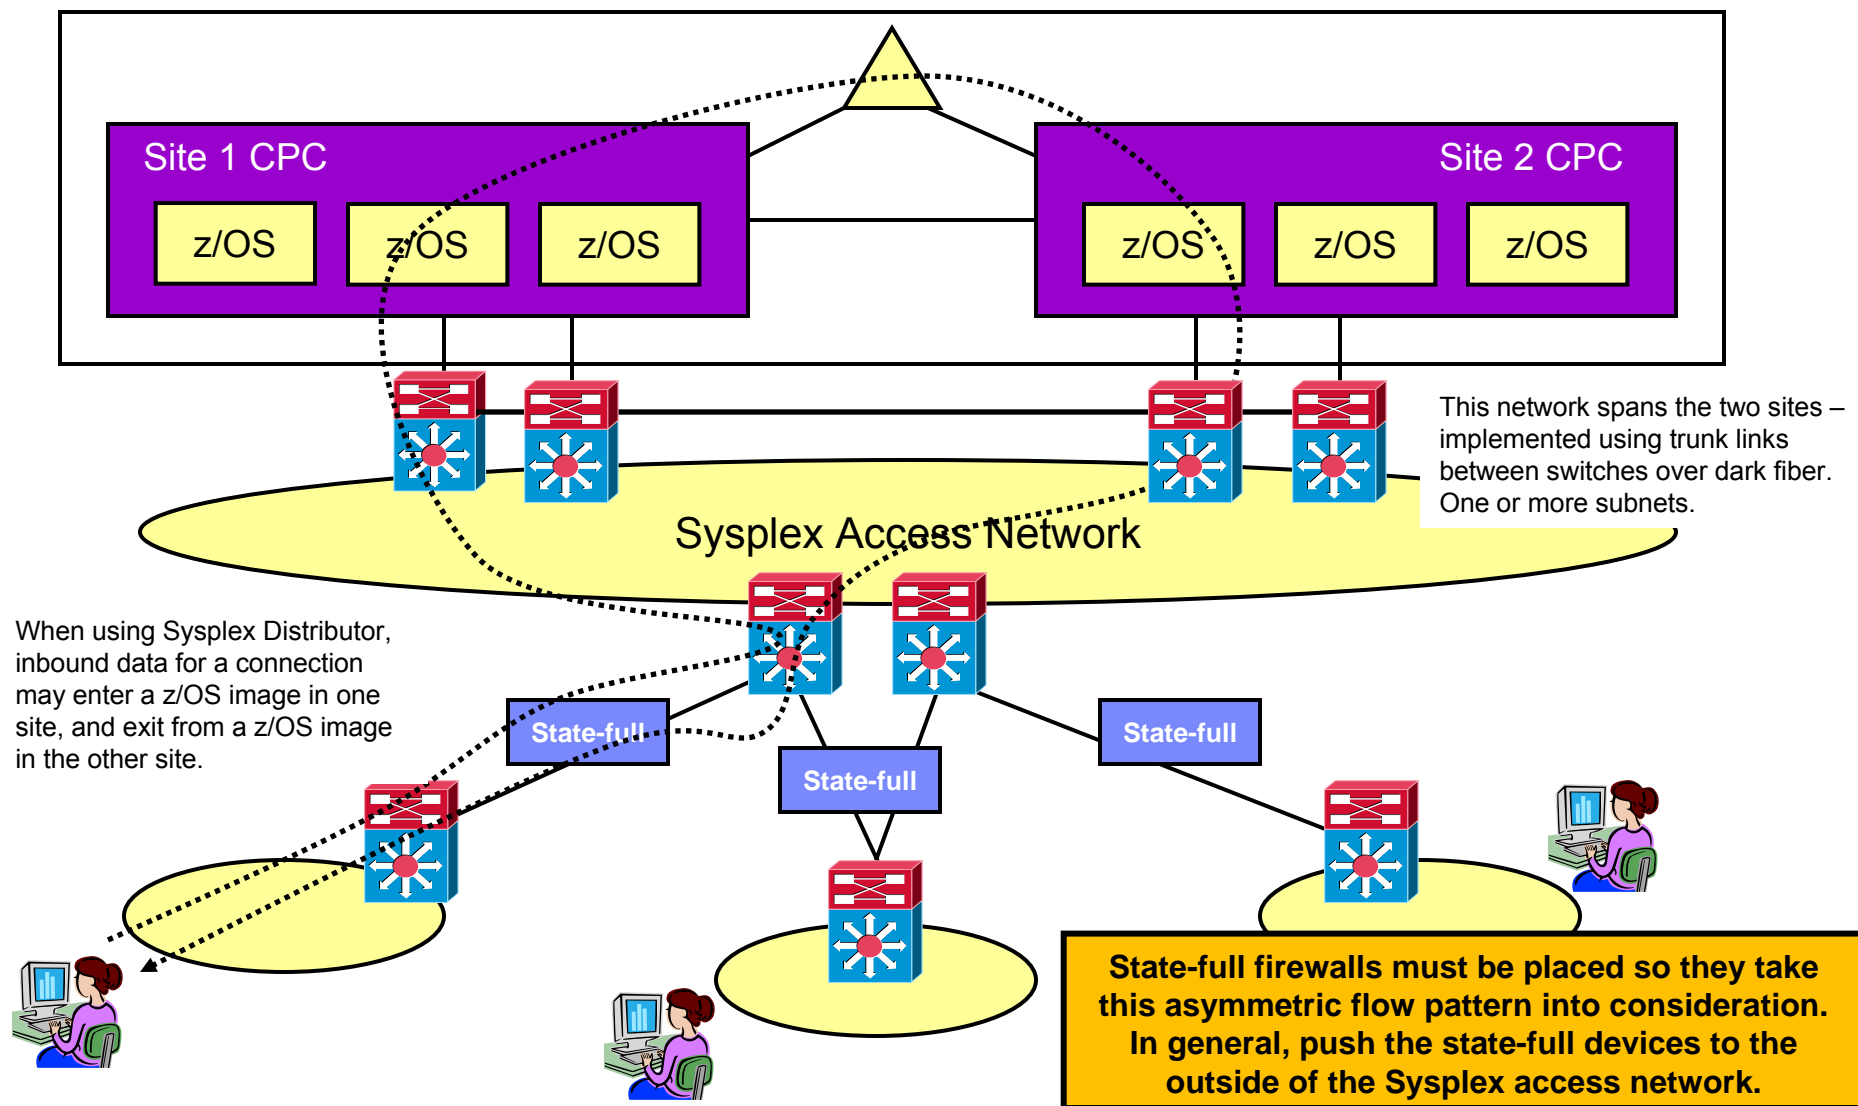 Site 1 CPC
Site 2 CPC
z/OS
z/OS
z/OS
z/OS
z/OS
z/OS
This network spans the two sites –
implemented using trunk links
between switches over dark fiber.
One or more subnets.
Sysplex Access Network
When using Sysplex Distributor,
inbound data for a connection
may enter a z/OS image in one
site, and exit from a z/OS image
in the other site.
State-full
State-full
State-full
State-full firewalls must be placed so they take
this asymmetric flow pattern into consideration.
In general, push the state-full devices to the
outside of the Sysplex access network.